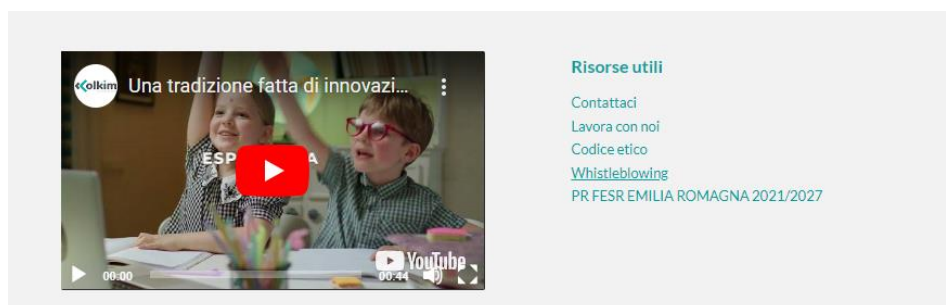 Kolkim
Una tradizione fatta di innovazi...
ESP
A
YouTube
00:00
00:44
Risorse utili
Contattaci
Lavora con noi
Codice etico
Whistleblowing
PR FESR EMILIA ROMAGNA 2021/2027